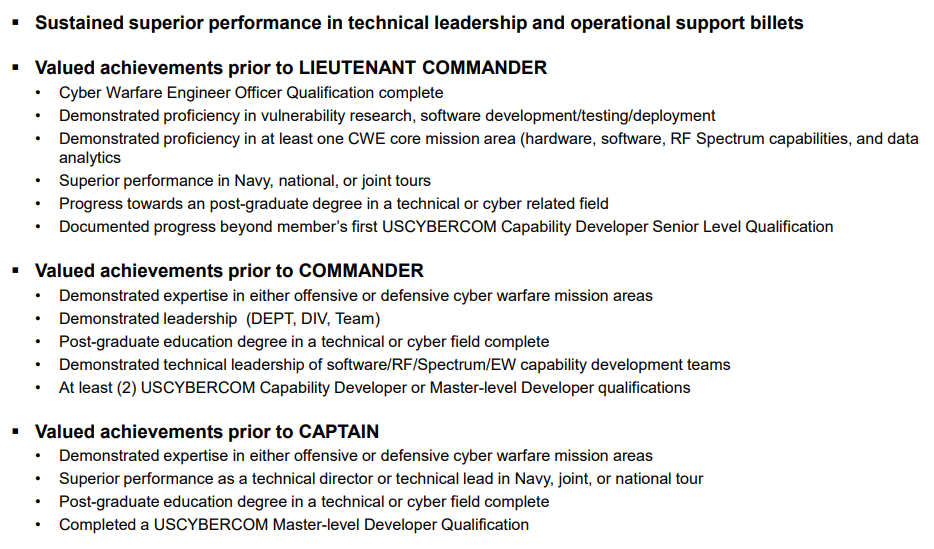 ▪ Sustained superior performance in technical leadership and operational support billets
▪ Valued achievements prior to LIEUTENANT COMMANDER
• Cyber Warfare Engineer Officer Qualification complete
• Demonstrated proficiency in vulnerability research, software development/testing/deployment
• Demonstrated proficiency in at least one CWE core mission area (hardware, software, RF Spectrum capabilities, and data
analytics
• Superior performance in Navy, national, or joint tours
• Progress towards an post-graduate degree in a technical or cyber related field
• Documented progress beyond member’s first USCYBERCOM Capability Developer Senior Level Qualification
▪ Valued achievements prior to COMMANDER
• Demonstrated expertise in either offensive or defensive cyber warfare mission areas
• Demonstrated leadership  (DEPT, DIV, Team)
• Post-graduate education degree in a technical or cyber field complete
• Demonstrated technical leadership of software/RF/Spectrum/EW capability development teams
• At least (2) USCYBERCOM Capability Developer or Master-level Developer qualifications
▪ Valued achievements prior to CAPTAIN
• Demonstrated expertise in either offensive or defensive cyber warfare mission areas
• Superior performance as a technical director or technical lead in Navy, joint, or national tour
• Post-graduate education degree in a technical or cyber field complete
• Completed a USCYBERCOM Master-level Developer Qualification